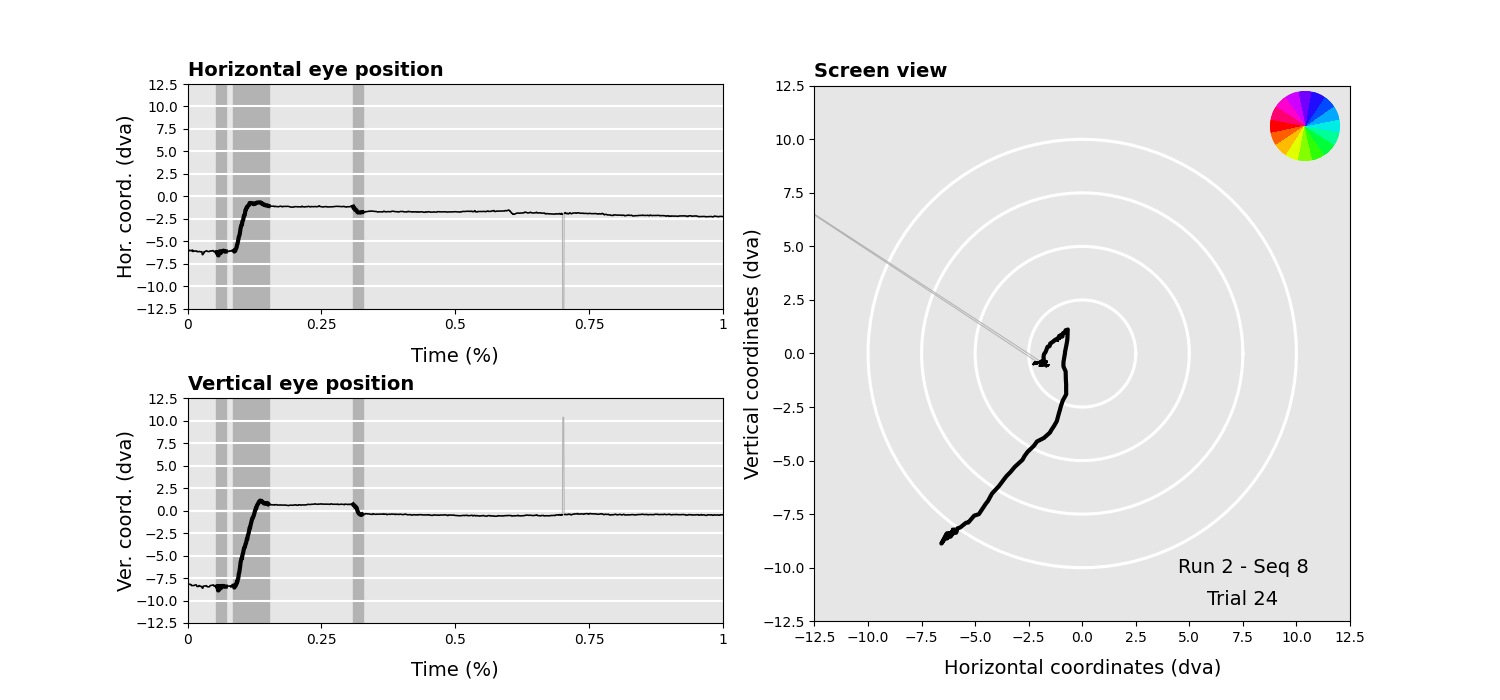 Horizontal eye position
Hor. coord. (dva)
12.5
10.0
7.5
5.0
2.5
0.0
−2.5
−5.0
−7.5
−10.0
−12.5
0 0.25 0.5 0.75 1
Time (%)
Vertical eye position
Ver. coord. (dva)
12.5
10.0
7.5
5.0
2.5
0.0
−2.5
−5.0
−7.5
−10.0
−12.5
0 0.25 0.5 0.75 1
Time (%)
Screen view
Vertical coordinates (dva)
12.5
10.0
7.5
5.0
2.5
0.0
−2.5
−5.0
−7.5
−10.0
−12.5
Run 2 - Seq 8
Trial 24
−12.5 −10.0 −7.5 −5.0 −2.5 0.0 2.5 5.0 7.5 10.0 12.5
Horizontal coordinates (dva)